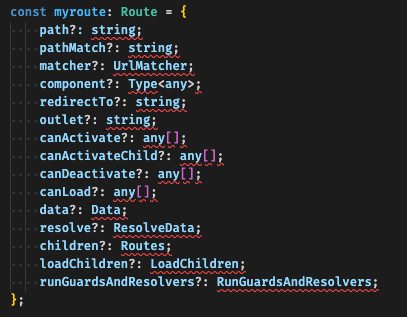 const myroute: Route = {
path?: string;
pathMatch?: string;
matcher?: UrlMatcher;
component?: Type<any>;
redirectTo?: string;
outlet?: string;
canActivate?: any[];
canActivateChild?: any[];
canDeactivate?: any[];
canLoad?: any[];
data?: Data;
resolve?: ResolveData;
children?: Routes;
loadChildren?: LoadChildren;
runGuardsAndResolvers?: RunGuardsAndResolvers;
};